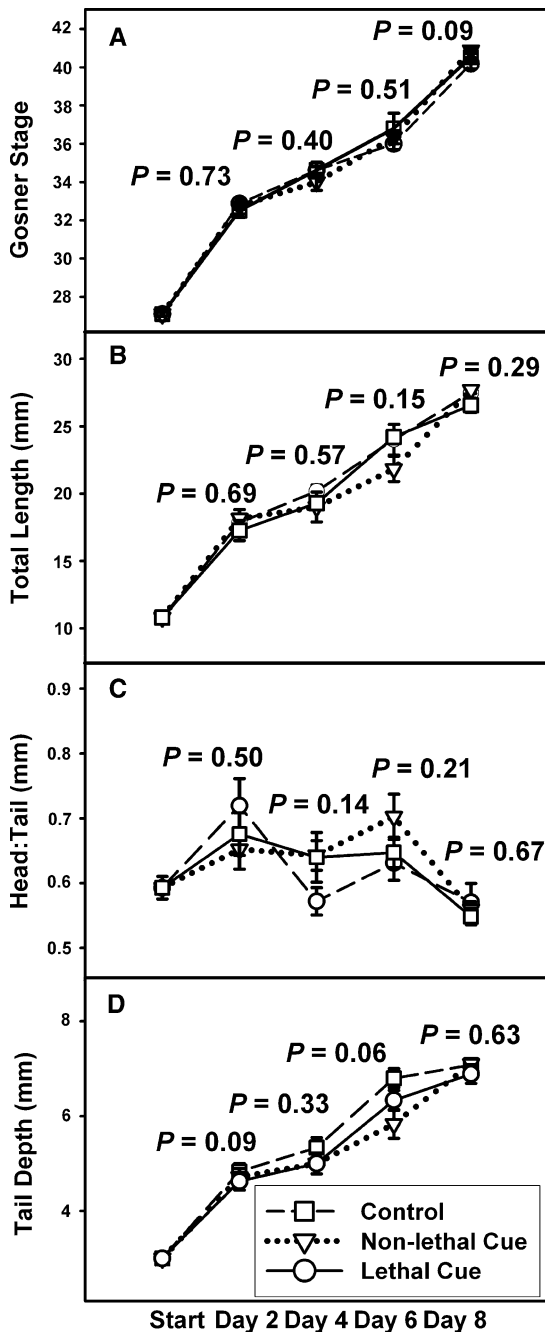 A
Gosner Stage
42
40
38
36
34
32
30
28
P = 0.73
P = 0.40
P = 0.51
P = 0.09
B
Total Length (mm)
30
25
20
15
10
P = 0.69
P = 0.57
P = 0.15
P = 0.29
C
Head:Tail (mm)
0.9
0.8
0.7
0.6
0.5
P = 0.50
P = 0.14
P = 0.21
P = 0.67
D
Tail Depth (mm)
8
6
4
P = 0.09
P = 0.33
P = 0.06
P = 0.63
Control
Non-lethal Cue
Lethal Cue
Start Day 2 Day 4 Day 6 Day 8